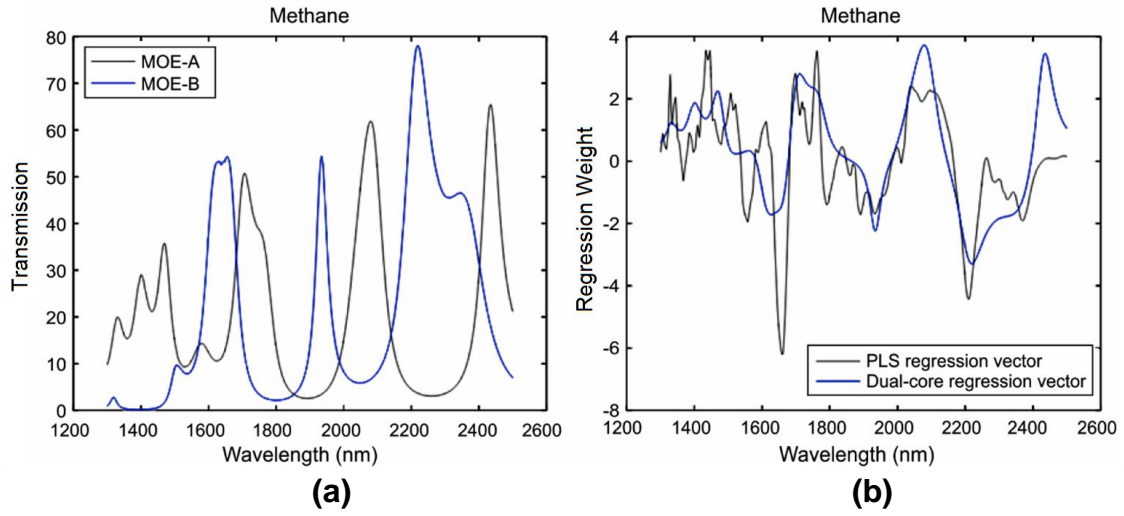 Methane
80
70
60
50
40
30
20
10
0
MOE-A
MOE-B
Transmission
1200 1400 1600 1800 2000 2200 2400 2600
Wavelength (nm)
(a)
Methane
4
2
0
-2
-4
-6
-8
PLS regression vector
Dual-core regression vector
Regression Weight
1200 1400 1600 1800 2000 2200 2400 2600
Wavelength (nm)
(b)